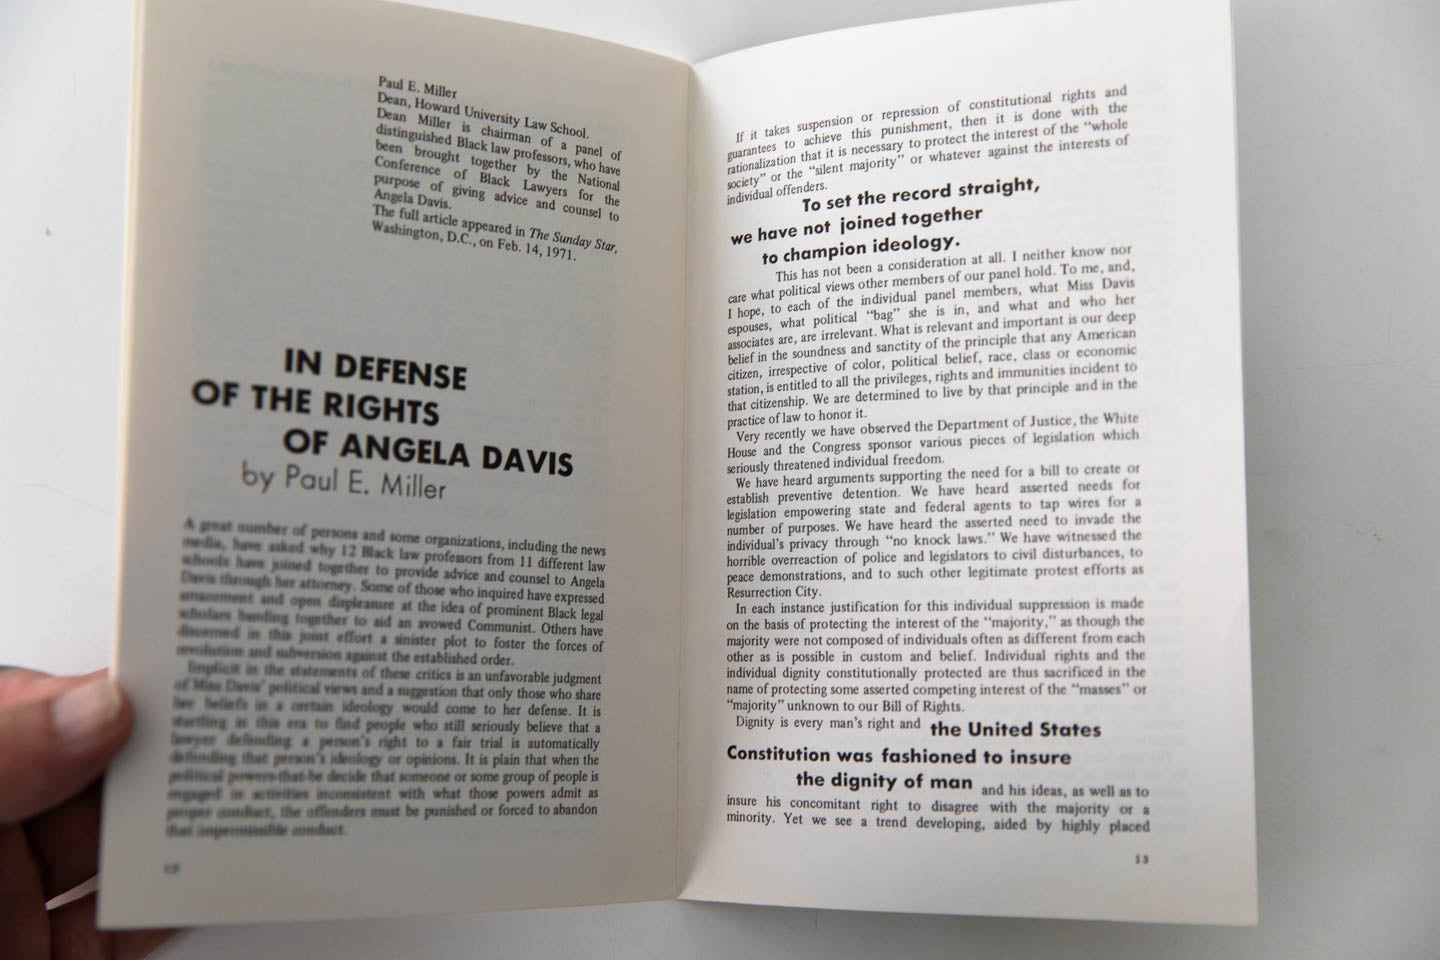 Paul E. Miller
Dean, Howard University Law School.
Dean Miller is chairman of a panel of
distinguished Black law professors, who have
been brought together by the National
Conference of Black Lawyers for the
purpose of giving advice and counsel to
Angela Davis.
The full article appeared in The Sunday Star,
Washington, D.C., on Feb. 14, 1971.
IN DEFENSE
OF THE RIGHTS
OF ANGELA DAVIS
by Paul E. Miller
A great number of persons and some organizations, including the news
media, have asked why 12 Black law professors from 11 different law
schools have joined together to provide advice and counsel to Angela
Davis through her attorney. Some of those who inquired have expressed
amazement and open displeasure at the idea of prominent Black legal
scholars banding together to aid an avowed Communist. Others have
discerned in this joint effort a sinister plot to foster the forces of
revolution and subversion against the established order.
Implicit in the statements of these critics is an unfavorable judgment
of Miss Davis' political views and a suggestion that only those who share
her beliefs in a certain ideology would come to her defense. It is
startling in this era to find people who still seriously believe that a
lawyer defending a person's right to a fair trial is automatically
defending that person's ideology or opinions. It is plain that when the
political powers-that-be decide that someone or some group of people is
engaged in activities inconsistent with what those powers admit as
proper conduct, the offenders must be punished or forced to abandon
that impermissible conduct.
12
If it takes suspension or repression of constitutional rights and
guarantees to achieve this punishment, then it is done with the
rationalization that it is necessary to protect the interest of the "whole
society" or the "silent majority" or whatever against the interests of
individual offenders.
To set the record straight,
we have not joined together
to champion ideology.
This has not been a consideration at all. I neither know nor
care what political views other members of our panel hold. To me, and,
I hope, to each of the individual panel members, what Miss Davis
espouses, what political "bag" she is in, and what and who her
associates are, are irrelevant. What is relevant and important is our deep
belief in the soundness and sanctity of the principle that any American
citizen, irrespective of color, political belief, race, class or economic
station, is entitled to all the privileges, rights and immunities incident to
that citizenship. We are determined to live by that principle and in the
practice of law to honor it.
Very recently we have observed the Department of Justice, the White
House and the Congress sponsor various pieces of legislation which
seriously threatened individual freedom.
We have heard arguments supporting the need for a bill to create or
establish preventive detention. We have heard asserted needs for
legislation empowering state and federal agents to tap wires for a
number of purposes. We have heard the asserted need to invade the
individual's privacy through "no knock laws." We have witnessed the
horrible overreaction of police and legislators to civil disturbances, to
peace demonstrations, and to such other legitimate protest efforts as
Resurrection City.
In each instance justification for this individual suppression is made
on the basis of protecting the interest of the "majority," as though the
majority were not composed of individuals often as different from each
other as is possible in custom and belief. Individual rights and the
individual dignity constitutionally protected are thus sacrificed in the
name of protecting some asserted competing interest of the "masses" or
"majority" unknown to our Bill of Rights.
Dignity is every man's right and the United States
Constitution was fashioned to insure
the dignity of man and his ideas, as well as to
insure his concomitant right to disagree with the majority or a
minority. Yet we see a trend developing, aided by highly placed
13